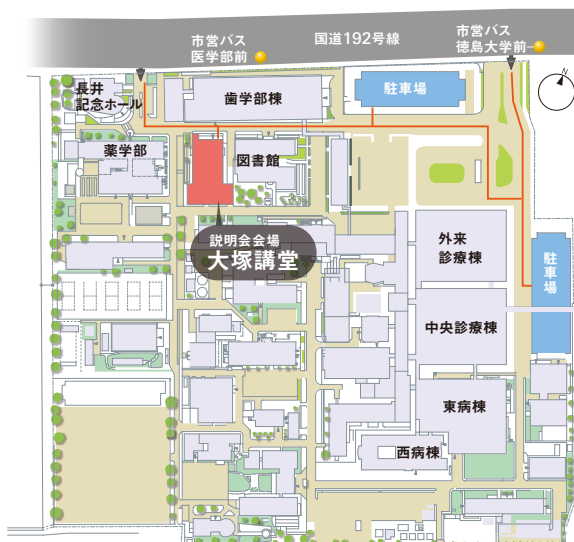 市営バス
医学部前
国道192号線
市営バス
徳島大学前
N
長井
記念ホール
歯学部棟
駐車場
薬学部
図書館
説明会会場
大塚講堂
外来
診療棟
駐車場
中央診療棟
東病棟
西病棟